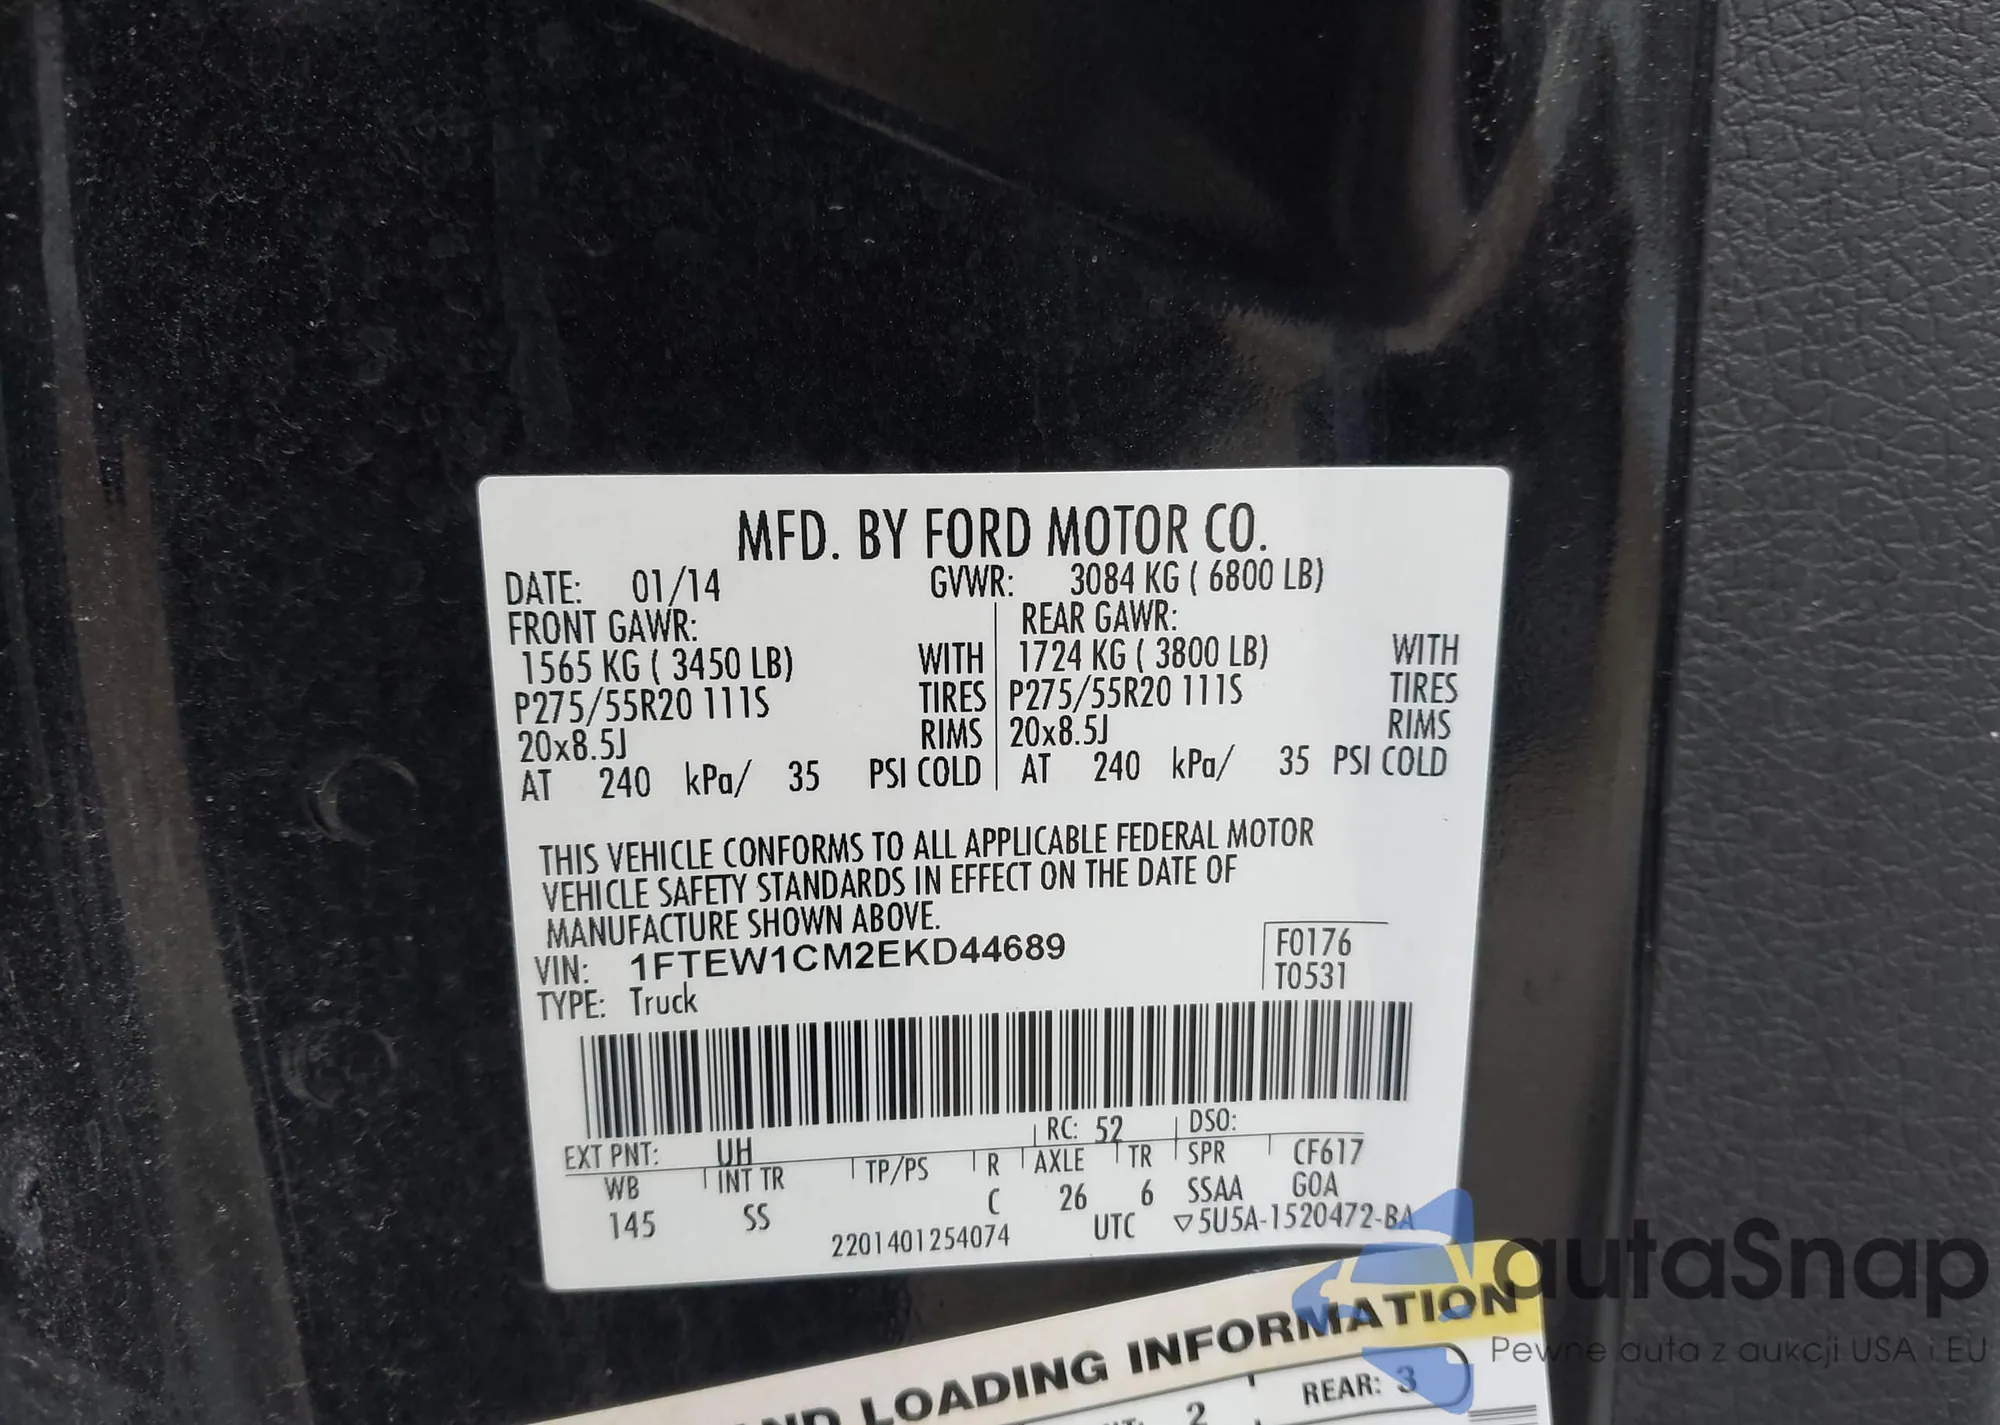 MFD. BY FORD MOTOR CO.
DATE: 01/14 GVWR: 3084 KG ( 6800 LB)
FRONT GAWR: REAR GAWR:
1565 KG ( 3450 LB) WITH 1724 KG ( 3800 LB) WITH
P275/55R20 111S TIRES P275/55R20 111S TIRES
20x8.5J RIMS 20x8.5J RIMS
AT 240 kPa/ 35 PSI COLD AT 240 kPa/ 35 PSI COLD
THIS VEHICLE CONFORMS TO ALL APPLICABLE FEDERAL MOTOR
VEHICLE SAFETY STANDARDS IN EFFECT ON THE DATE OF
MANUFACTURE SHOWN ABOVE.
VIN: 1FTEW1CM2EKD44689 F0176
TYPE: Truck T0531
EXT PNT: UH RC: 52 DSO:
WB INT TR TP/PS R AXLE TR SPR CF617
145 SS C 26 6 SSAA GOA
2201401254074 UTC ▽5U5A-1520472-BA
LOADING INFORMATION
2 REAR: 3
autaSnap
Pewne auta z aukcji USA i EU